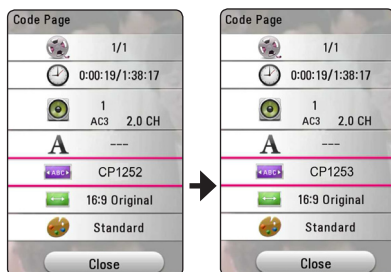 Code Page
1/1
0:00:19/1:38:17
1
AC3 2.0 CH
A ---
ABC CP1252
16:9 Original
Standard
Close
Code Page
1/1
0:00:19/1:38:17
1
AC3 2.0 CH
A ---
ABC CP1253
16:9 Original
Standard
Close